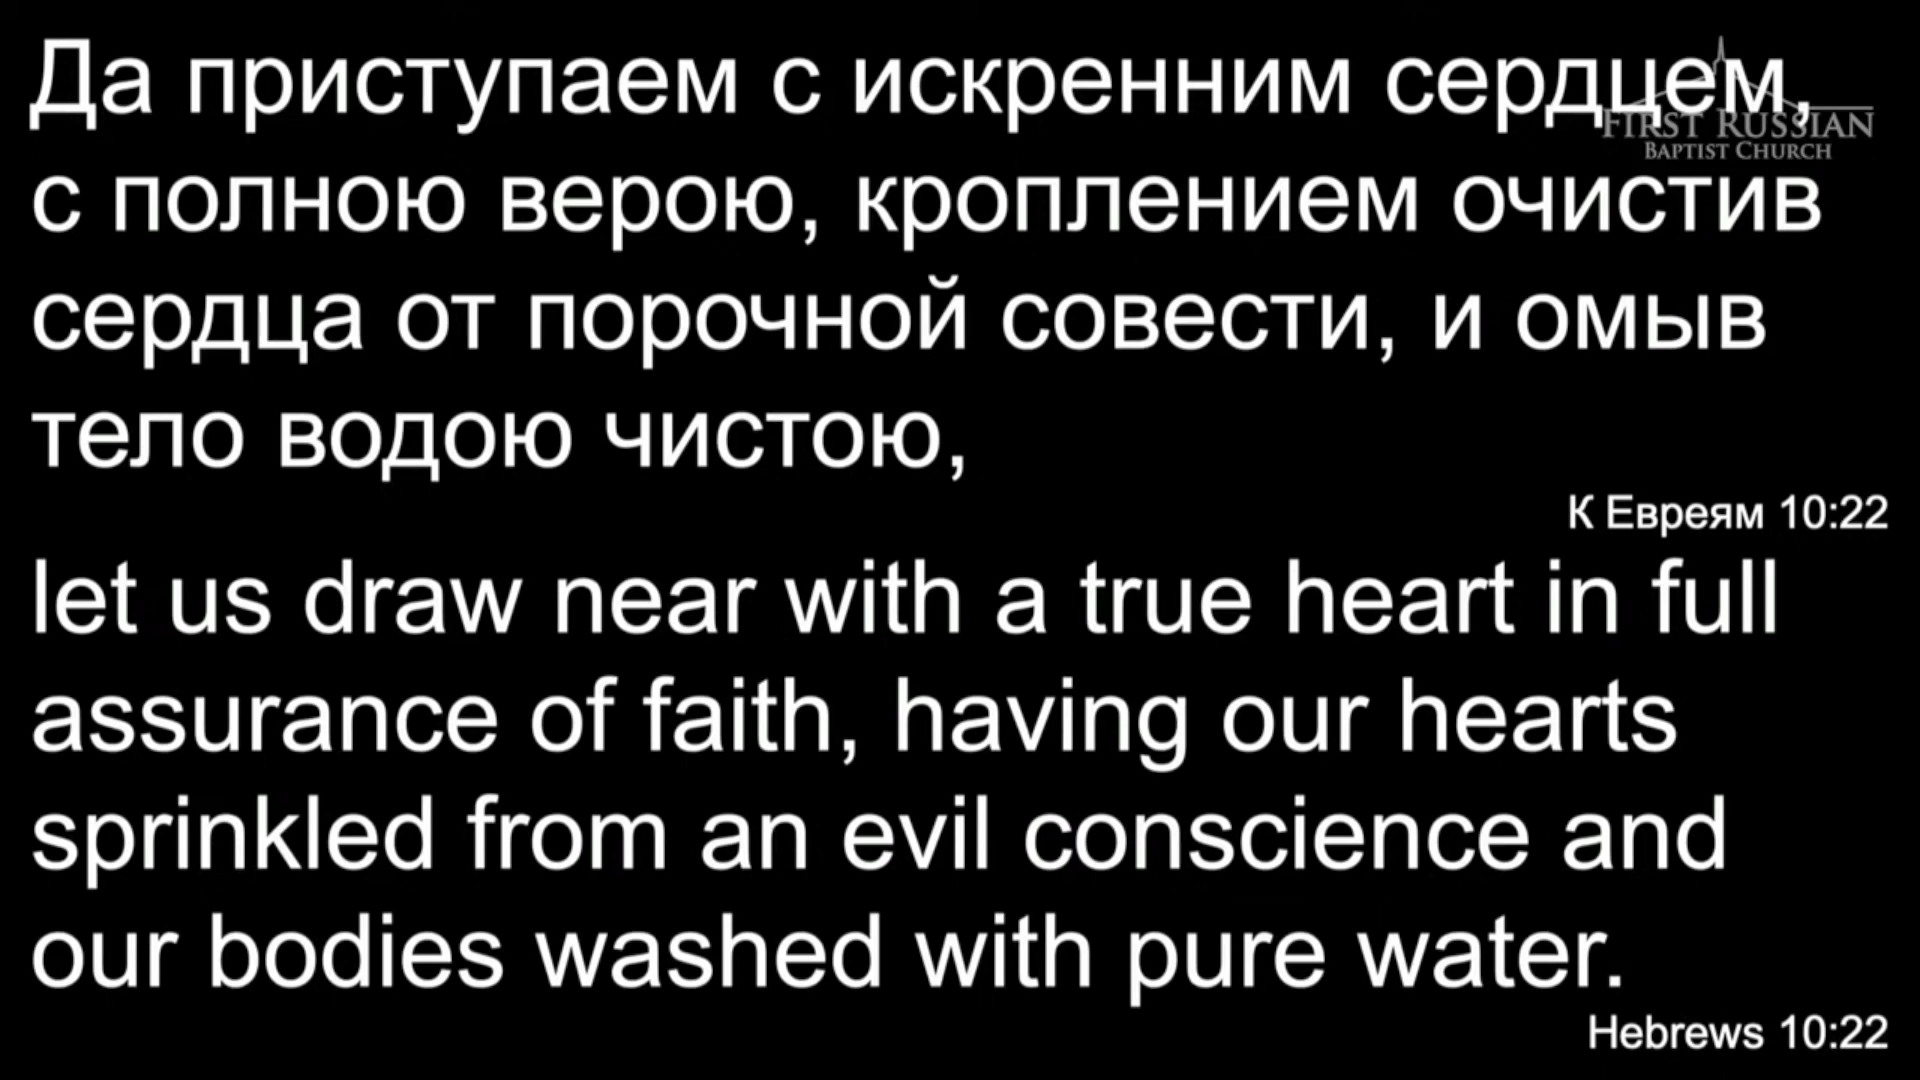 Да приступаем с искренним сердцем,
FIRST RUSSIAN
BAPTIST CHURCH
с полною верою, кроплением очистив
сердца от порочной совести, и омыв
тело водою чистою,
К Евреям 10:22
let us draw near with a true heart in full
assurance of faith, having our hearts
sprinkled from an evil conscience and
our bodies washed with pure water.
Hebrews 10:22